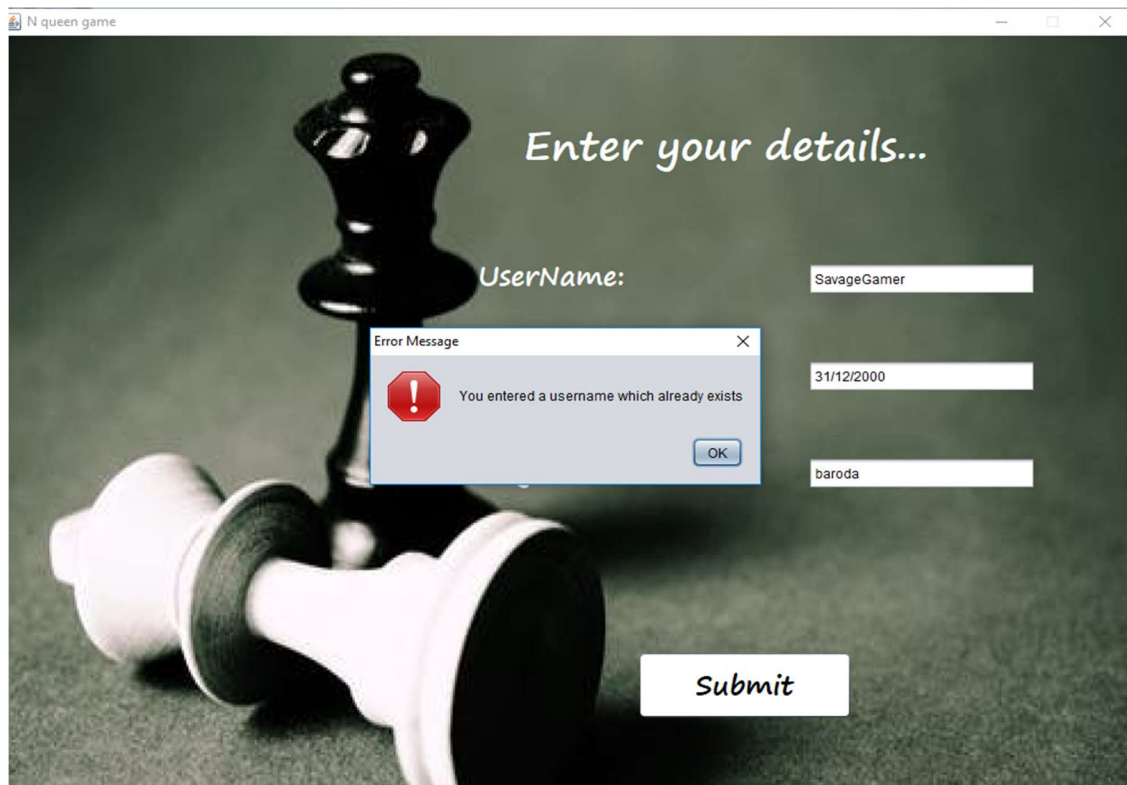 N queen game
Enter your details...
UserName:
SavageGamer
Error Message
You entered a username which already exists
OK
31/12/2000
baroda
Submit